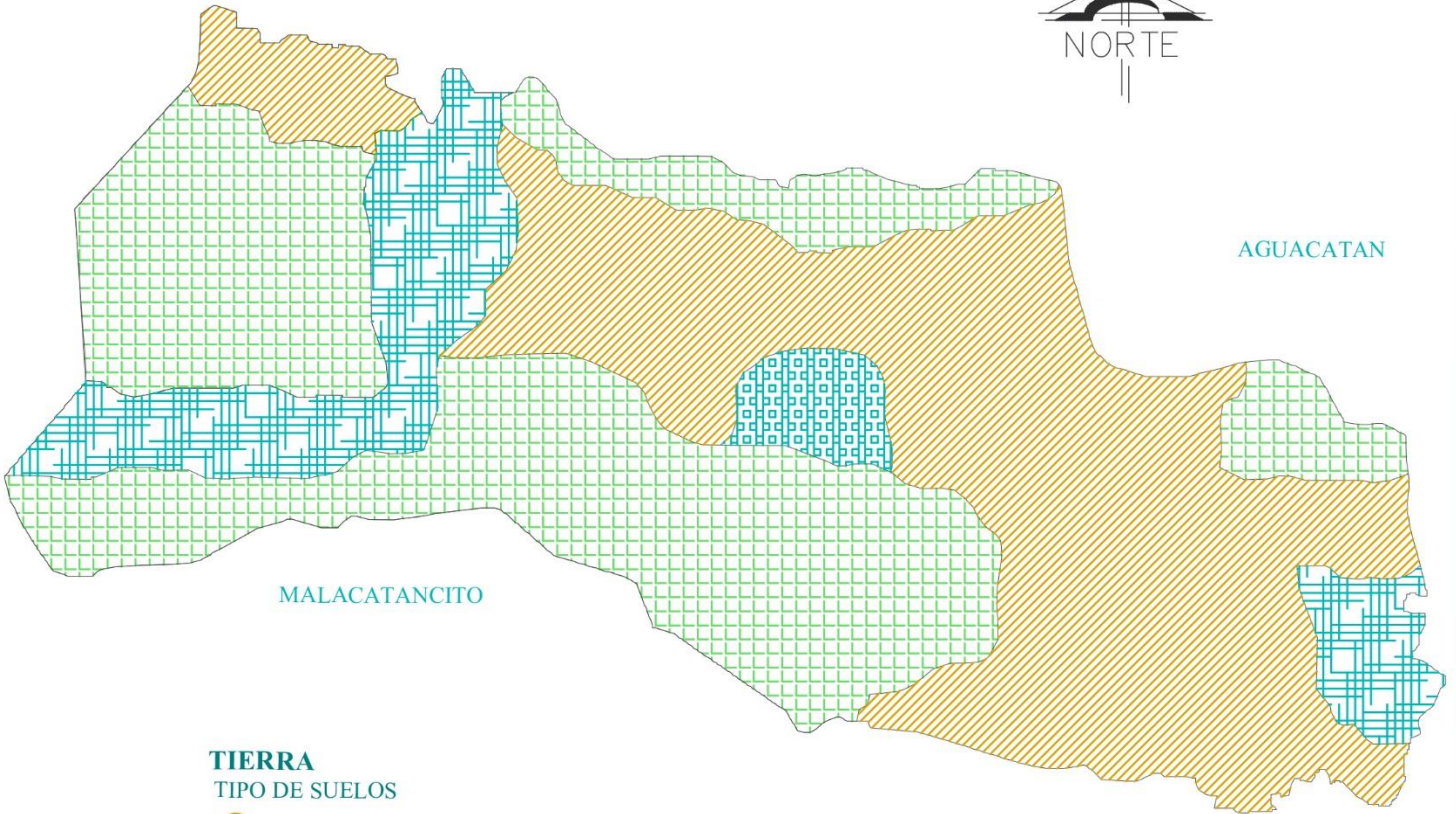 NORTE
AGUACATAN
MALACATANCITO
TIERRA
TIPO DE SUELOS